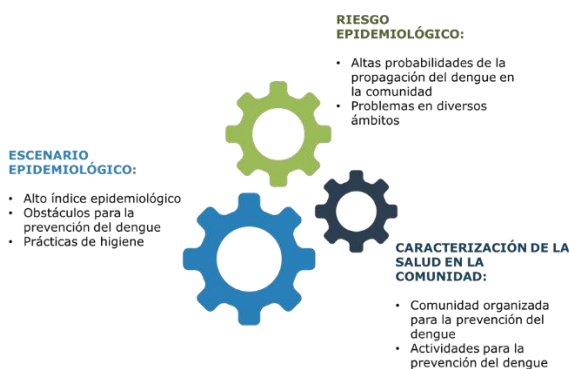 RIESGO
EPIDEMIOLÓGICO:
• Altas probabilidades de la
propagación del dengue en
la comunidad
• Problemas en diversos
ámbitos
ESCENARIO
EPIDEMIOLÓGICO:
• Alto índice epidemiológico
• Obstáculos para la
prevención del dengue
• Prácticas de higiene
CARACTERIZACIÓN DE LA
SALUD EN LA
COMUNIDAD:
• Comunidad organizada
para la prevención del
dengue
• Actividades para la
prevención del dengue